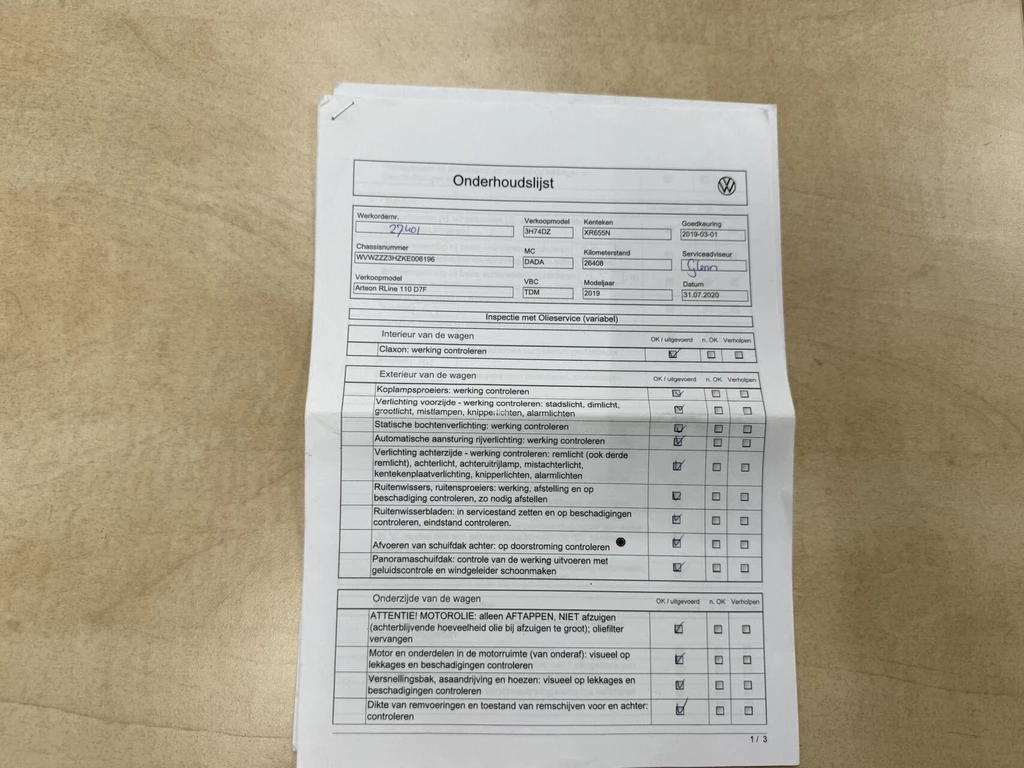 Onderhoudslijst
Werkordernr. Verkoopmodel Kenteken Goedkeuring
27401 3H74DZ XR655N 2019-03-01
Chassisnummer MC Kilometerstand Serviceadviseur
WVWZZZ3HZKE006196 DADA 26408 Glenn
Verkoopmodel VBC Modeljaar Datum
Arteon RLine 110 D7F TDM 2019 31.07.2020
Inspectie met Olieservice (variabel)
Interieur van de wagen OK / uitgevoerd n. OK Verholpen
Claxon: werking controleren
Exterieur van de wagen OK / uitgevoerd n. OK Verholpen
Koplampsproeiers: werking controleren
Verlichting voorzijde - werking controleren: stadslicht, dimlicht,
grootlicht, mistlampen, knipperlichten, alarmlichten
Statische bochtenverlichting: werking controleren
Automatische aansturing rijverlichting: werking controleren
Verlichting achterzijde - werking controleren: remlicht (ook derde
remlicht), achterlicht, achteruitrijlamp, mistachterlicht,
kentekenplaatverlichting, knipperlichten, alarmlichten
Ruitenwissers, ruitensproeiers: werking, afstelling en op
beschadiging controleren, zo nodig afstellen
Ruitenwisserbladen: in servicestand zetten en op beschadigingen
controleren, eindstand controleren.
Afvoeren van schuifdak achter: op doorstroming controleren
Panoramaschuifdak: controle van de werking uitvoeren met
geluidscontrole en windgeleider schoonmaken
Onderzijde van de wagen OK / uitgevoerd n. OK Verholpen
ATTENTIE! MOTOROLIE: alleen AFTAPPEN, NIET afzuigen
(achterblijvende hoeveelheid olie bij afzuigen te groot); oliefilter
vervangen
Motor en onderdelen in de motorruimte (van onderaf): visueel op
lekkages en beschadigingen controleren
Versnellingsbak, asaandrijving en hoezen: visueel op lekkages en
beschadigingen controleren
Dikte van remvoeringen en toestand van remschijven voor en achter:
controleren
1 / 3